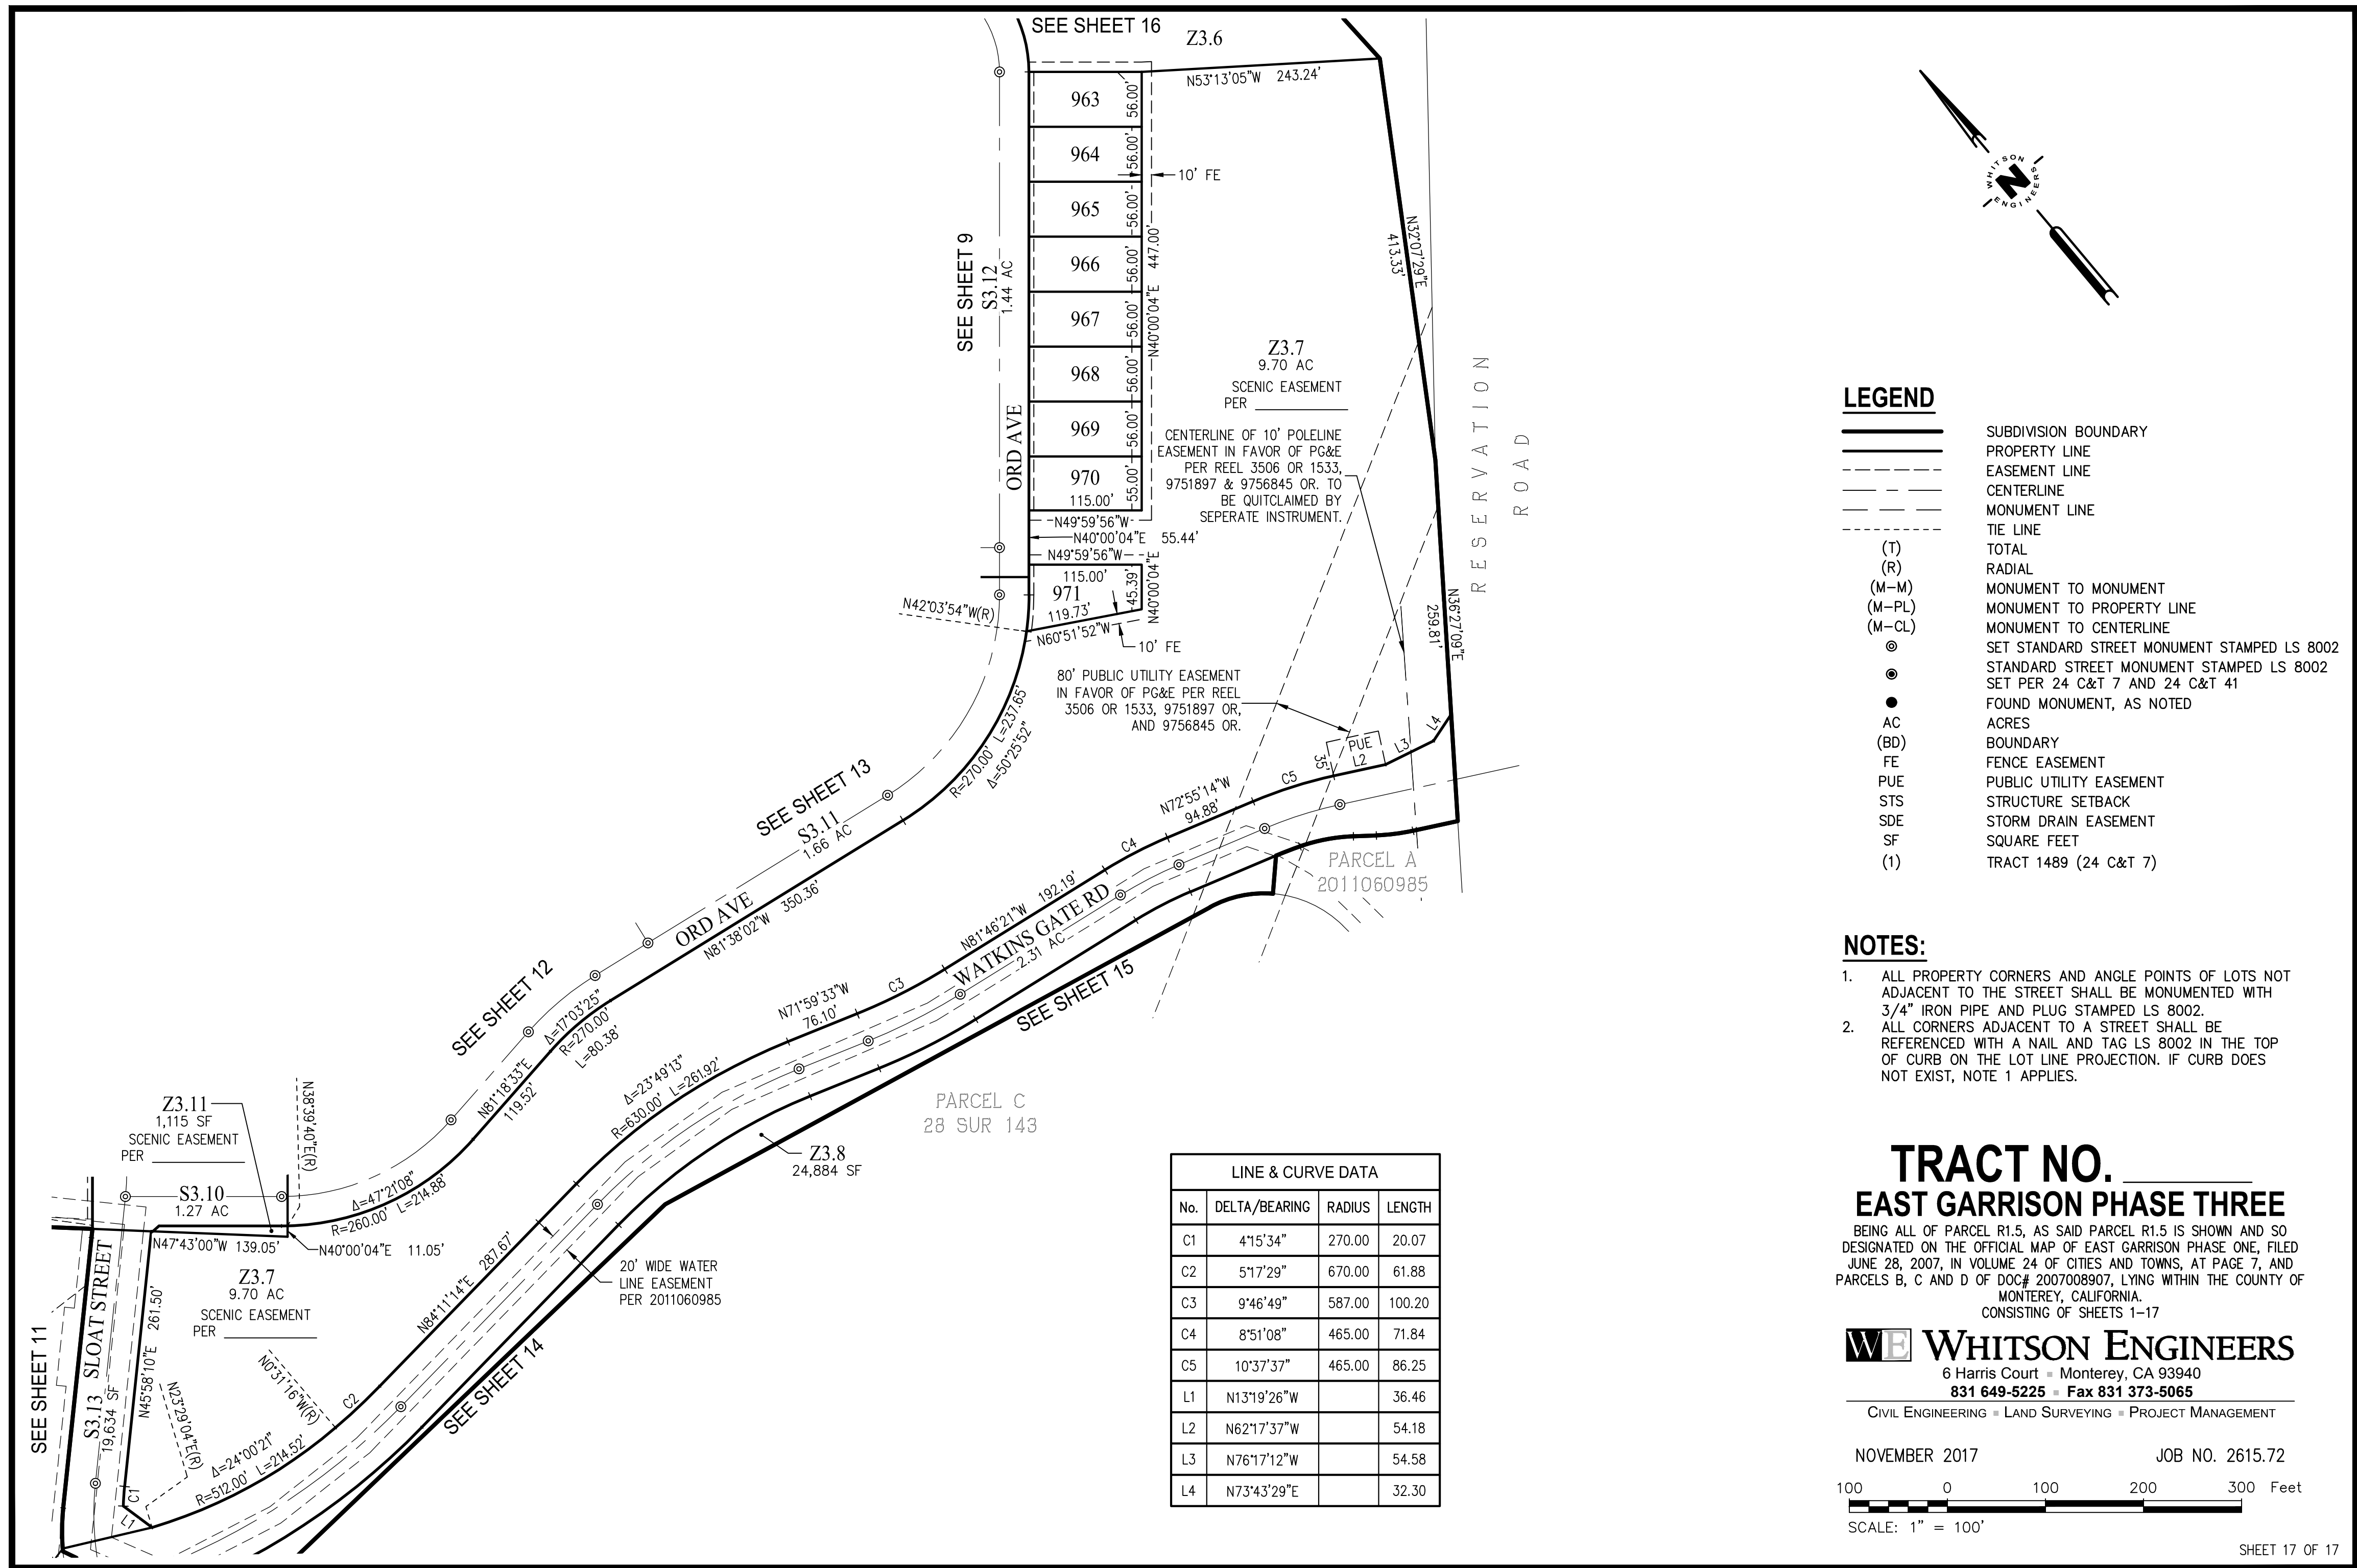 SEE SHEET 16
Z3.6
N53°13'05"W 243.24'
963
56.00'
964
56.00'
10' FE
965
56.00'
966
56.00'
967
56.00'
968
56.00'
969
56.00'
970
55.00'
115.00'
N40°00'04"E 447.00'
SEE SHEET 9
S3.12
1.44 AC
ORD AVE
N49°59'56"W
N40°00'04"E 55.44'
N49°59'56"W
115.00'
971
45.39'
N40°00'04"E
119.73'
N60°51'52"W
10' FE
N42°03'54"W(R)
N32°07'29"E
413.33'
Z3.7
9.70 AC
SCENIC EASEMENT
PER
CENTERLINE OF 10' POLELINE
EASEMENT IN FAVOR OF PG&E
PER REEL 3506 OR 1533,
9751897 & 9756845 OR. TO
BE QUITCLAIMED BY
SEPERATE INSTRUMENT.
RESERVATION
ROAD
N36°27'09"E
259.81'
80' PUBLIC UTILITY EASEMENT
IN FAVOR OF PG&E PER REEL
3506 OR 1533, 9751897 OR,
AND 9756845 OR.
R=270.00' L=237.65'
Δ=50°25'52"
PUE
35'
L2
L3
L4
C5
N72°55'14"W
94.88'
C4
SEE SHEET 13
S3.11
1.66 AC
ORD AVE
N81°38'02"W 350.36'
N81°46'21"W 192.19'
WATKINS GATE RD
2.31 AC
PARCEL A
2011060985
SEE SHEET 15
C3
N71°59'33"W
76.10'
SEE SHEET 12
Δ=17°03'25"
R=270.00'
L=80.38'
N81°18'33"E
119.52'
Δ=23°49'13"
R=630.00' L=261.92'
PARCEL C
28 SUR 143
Z3.8
24,884 SF
Z3.11
1,115 SF
SCENIC EASEMENT
PER
N38°39'40"E(R)
S3.10
1.27 AC
Δ=47°21'08"
R=260.00' L=214.88'
N47°43'00"W 139.05'
N40°00'04"E 11.05'
Z3.7
9.70 AC
SCENIC EASEMENT
PER
N84°11'14"E 287.67'
20' WIDE WATER
LINE EASEMENT
PER 2011060985
SEE SHEET 11
S3.13 SLOAT STREET
19,634 SF
N45°58'10"E 261.50'
N23°29'04"E(R)
N0°31'16"W(R)
C2
SEE SHEET 14
Δ=24°00'21"
R=512.00' L=214.52'
C1
L1
LINE & CURVE DATA
No. DELTA/BEARING RADIUS LENGTH
C1 4°15'34" 270.00 20.07
C2 5°17'29" 670.00 61.88
C3 9°46'49" 587.00 100.20
C4 8°51'08" 465.00 71.84
C5 10°37'37" 465.00 86.25
L1 N13°19'26"W 36.46
L2 N62°17'37"W 54.18
L3 N76°17'12"W 54.58
L4 N73°43'29"E 32.30
WHITSON
N
ENGINEERS
LEGEND
SUBDIVISION BOUNDARY
PROPERTY LINE
EASEMENT LINE
CENTERLINE
MONUMENT LINE
TIE LINE
(T) TOTAL
(R) RADIAL
(M-M) MONUMENT TO MONUMENT
(M-PL) MONUMENT TO PROPERTY LINE
(M-CL) MONUMENT TO CENTERLINE
SET STANDARD STREET MONUMENT STAMPED LS 8002
STANDARD STREET MONUMENT STAMPED LS 8002
SET PER 24 C&T 7 AND 24 C&T 41
FOUND MONUMENT, AS NOTED
AC ACRES
(BD) BOUNDARY
FE FENCE EASEMENT
PUE PUBLIC UTILITY EASEMENT
STS STRUCTURE SETBACK
SDE STORM DRAIN EASEMENT
SF SQUARE FEET
(1) TRACT 1489 (24 C&T 7)
NOTES:
1. ALL PROPERTY CORNERS AND ANGLE POINTS OF LOTS NOT
ADJACENT TO THE STREET SHALL BE MONUMENTED WITH
3/4" IRON PIPE AND PLUG STAMPED LS 8002.
2. ALL CORNERS ADJACENT TO A STREET SHALL BE
REFERENCED WITH A NAIL AND TAG LS 8002 IN THE TOP
OF CURB ON THE LOT LINE PROJECTION. IF CURB DOES
NOT EXIST, NOTE 1 APPLIES.
TRACT NO.
EAST GARRISON PHASE THREE
BEING ALL OF PARCEL R1.5, AS SAID PARCEL R1.5 IS SHOWN AND SO
DESIGNATED ON THE OFFICIAL MAP OF EAST GARRISON PHASE ONE, FILED
JUNE 28, 2007, IN VOLUME 24 OF CITIES AND TOWNS, AT PAGE 7, AND
PARCELS B, C AND D OF DOC# 2007008907, LYING WITHIN THE COUNTY OF
MONTEREY, CALIFORNIA.
CONSISTING OF SHEETS 1-17
WE WHITSON ENGINEERS
6 Harris Court ▪ Monterey, CA 93940
831 649-5225 ▪ Fax 831 373-5065
CIVIL ENGINEERING ▪ LAND SURVEYING ▪ PROJECT MANAGEMENT
NOVEMBER 2017 JOB NO. 2615.72
100 0 100 200 300 Feet
SCALE: 1" = 100'
SHEET 17 OF 17